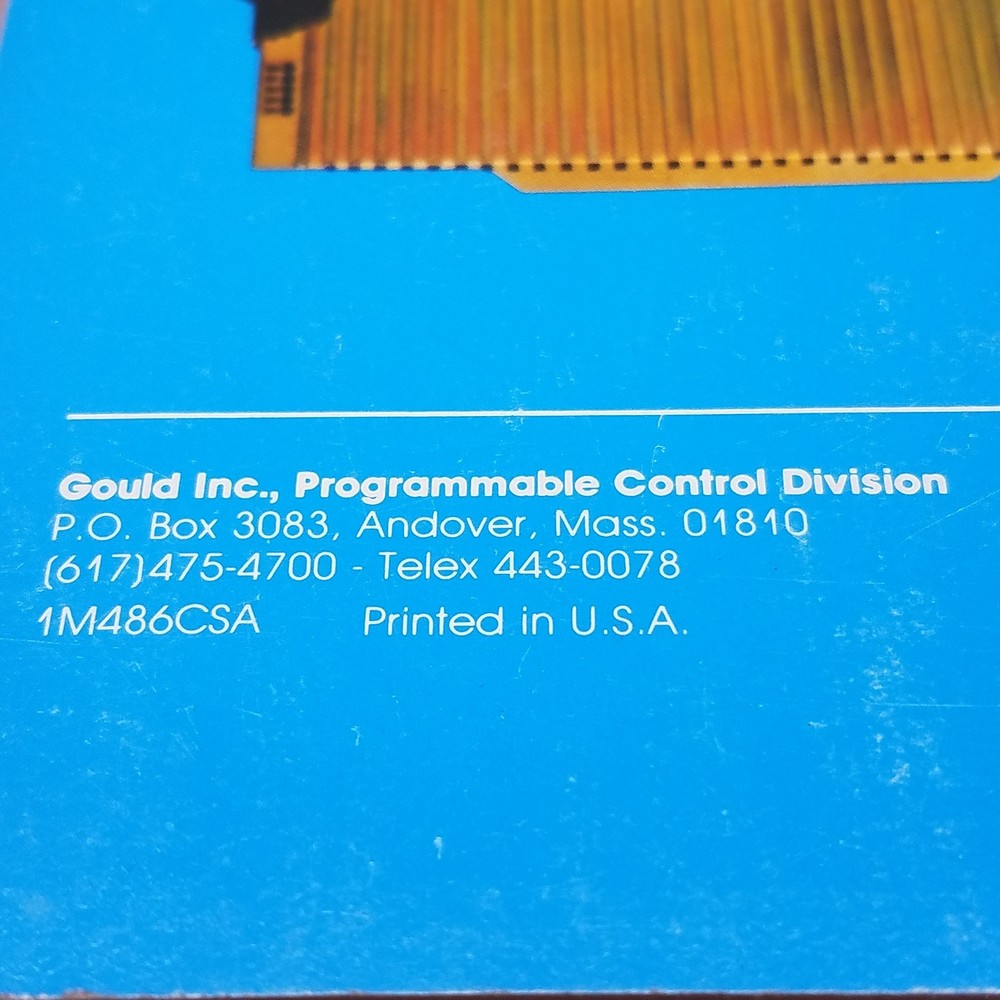 Gould Inc., Programmable Control Division
P.O. Box 3083, Andover, Mass. 01810
(617)475-4700 - Telex 443-0078
1M486CSA Printed in U.S.A.